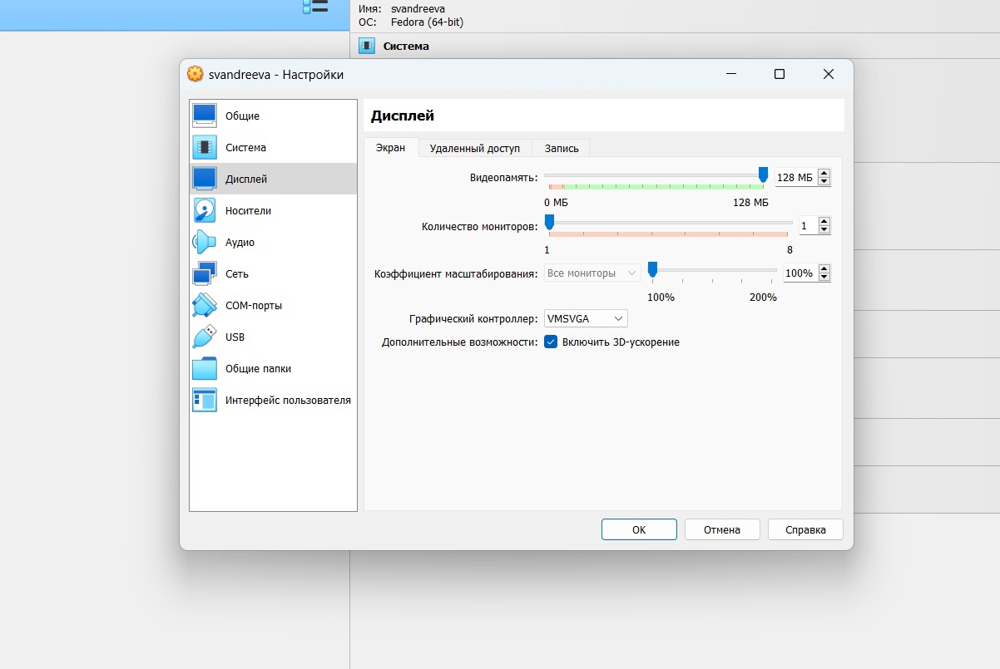 Имя: svandreeva
ОС: Fedora (64-bit)
Система
svandreeva - Настройки
Общие
Система
Дисплей
Носители
Аудио
Сеть
COM-порты
USB
Общие папки
Интерфейс пользователя
Дисплей
Экран Удаленный доступ Запись
Видеопамять: 128 МБ
0 МБ 128 МБ
Количество мониторов: 1
1 8
Коэффициент масштабирования: Все мониторы 100%
100% 200%
Графический контроллер: VMSVGA
Дополнительные возможности: Включить 3D-ускорение
ОК Отмена Справка